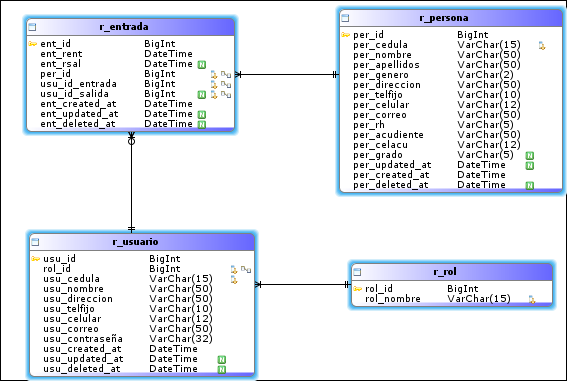 r_entrada
ent_id BigInt
ent_rent DateTime
ent_rsal DateTime N
per_id BigInt
usu_id_entrada BigInt
usu_id_salida BigInt N
ent_created_at DateTime
ent_updated_at DateTime N
ent_deleted_at DateTime N
r_persona
per_id BigInt
per_cedula VarChar(15)
per_nombre VarChar(50)
per_apellidos VarChar(50)
per_genero VarChar(2)
per_direccion VarChar(50)
per_telfijo VarChar(10)
per_celular VarChar(12)
per_correo VarChar(50)
per_rh VarChar(5)
per_acudiente VarChar(50)
per_celacu VarChar(12)
per_grado VarChar(5) N
per_updated_at DateTime N
per_created_at DateTime
per_deleted_at DateTime N
r_usuario
usu_id BigInt
rol_id BigInt
usu_cedula VarChar(15)
usu_nombre VarChar(50)
usu_direccion VarChar(50)
usu_telfijo VarChar(10)
usu_celular VarChar(12)
usu_correo VarChar(50)
usu_contraseña VarChar(32)
usu_created_at DateTime
usu_updated_at DateTime N
usu_deleted_at DateTime N
r_rol
rol_id BigInt
rol_nombre VarChar(15)